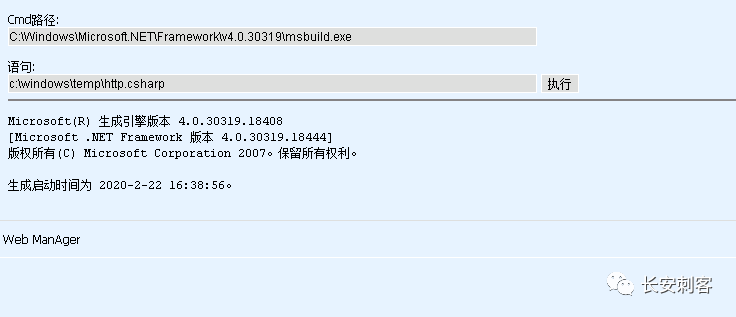 Cmd路径:
C:\Windows\Microsoft.NET\Framework\v4.0.30319\msbuild.exe
语句:
c:\windows\temp\http.csharp 执行
Microsoft(R) 生成引擎版本 4.0.30319.18408
[Microsoft .NET Framework 版本 4.0.30319.18444]
版权所有(C) Microsoft Corporation 2007。保留所有权利。
生成启动时间为 2020-2-22 16:38:56。
Web ManAger
长安刺客